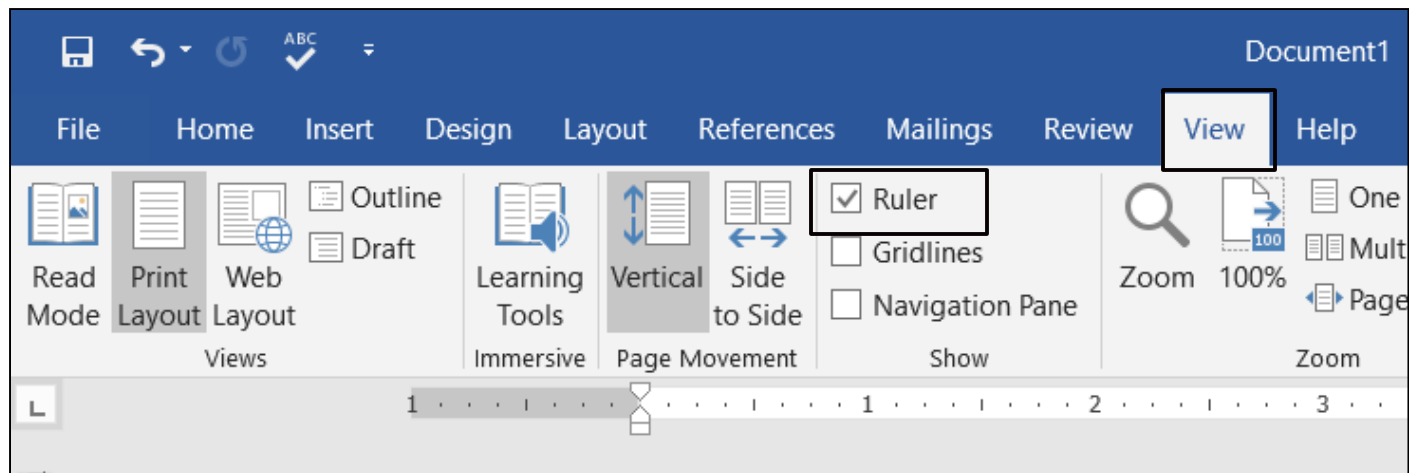 ABC
Document1
File Home Insert Design Layout References Mailings Review View Help
Read Mode
Print Layout
Web Layout
Outline
Draft
Views
Learning Tools
Immersive
Vertical
Side to Side
Page Movement
Ruler
Gridlines
Navigation Pane
Show
Zoom
100
100%
One
Mult
Page
Zoom
1 1 2 3